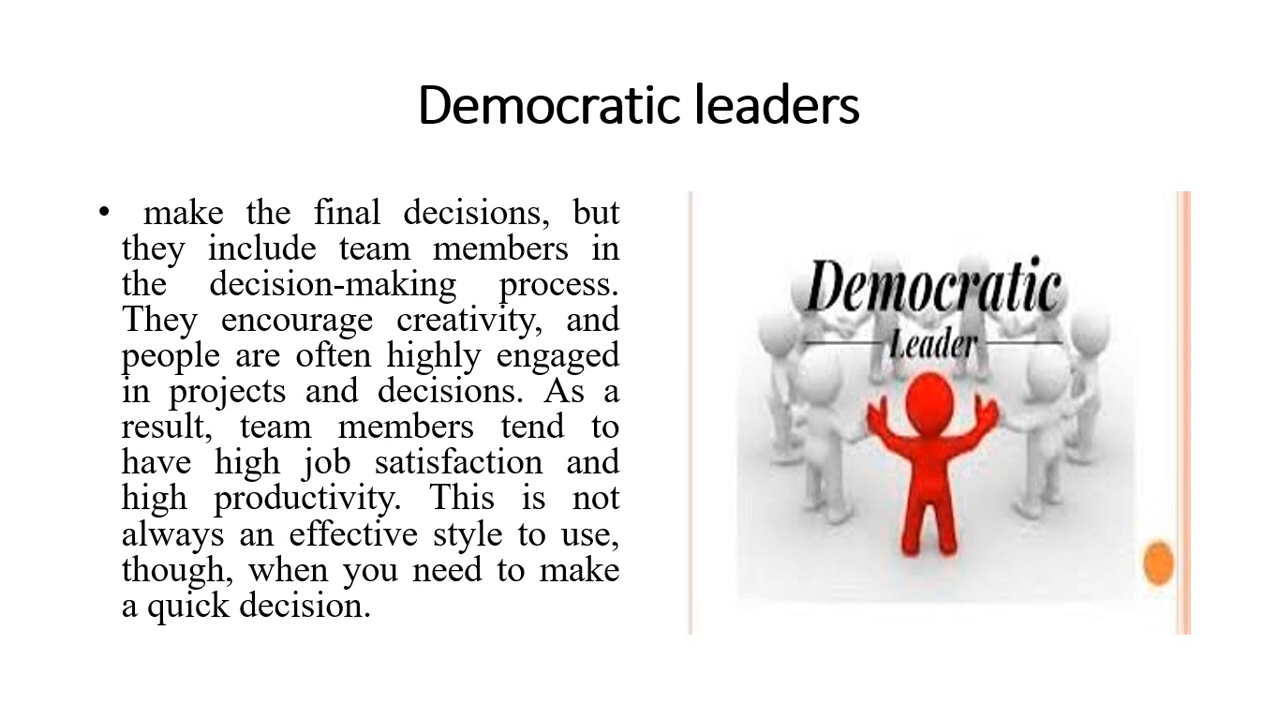 Democratic leaders
• make the final decisions, but
they include team members in
the decision-making process.
They encourage creativity, and
people are often highly engaged
in projects and decisions. As a
result, team members tend to
have high job satisfaction and
high productivity. This is not
always an effective style to use,
though, when you need to make
a quick decision.
Democratic
Leader